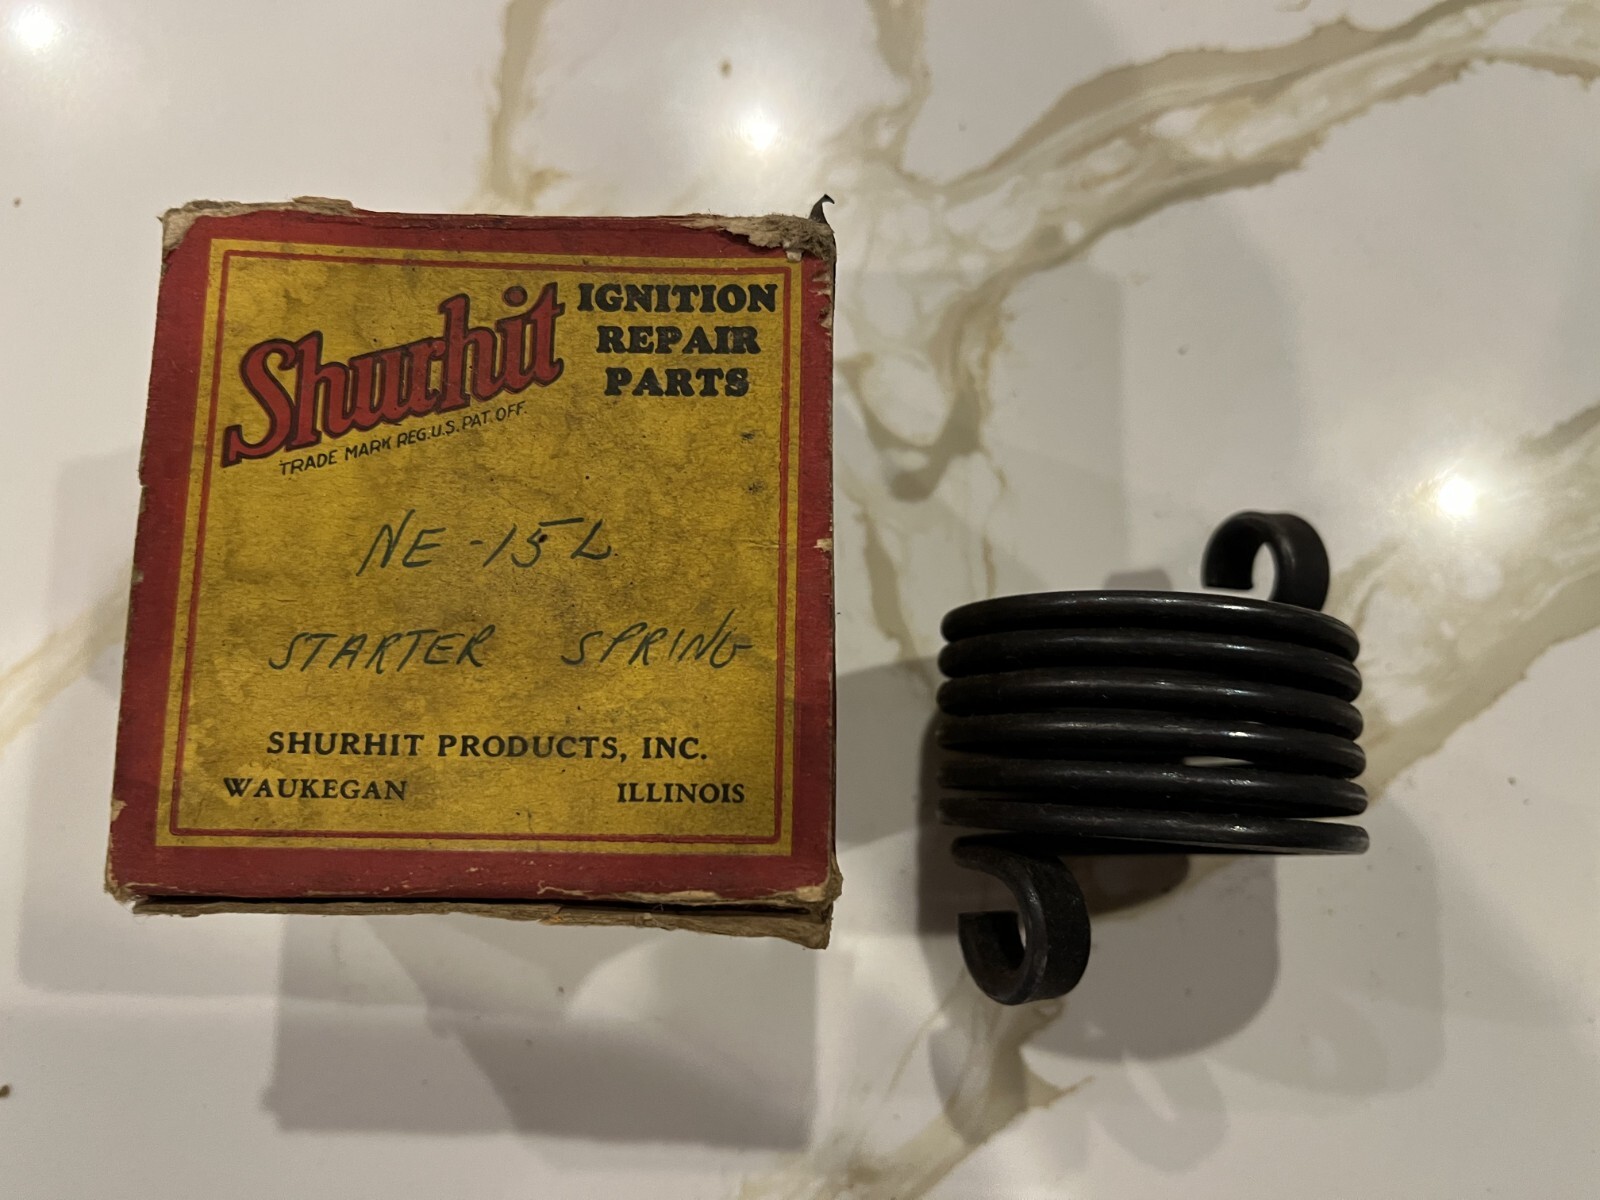 Shurhit
IGNITION
REPAIR
PARTS
TRADE MARK REG. U.S. PAT. OFF.
NE-15L
STARTER SPRING
SHURHIT PRODUCTS, INC.
WAUKEGAN ILLINOIS